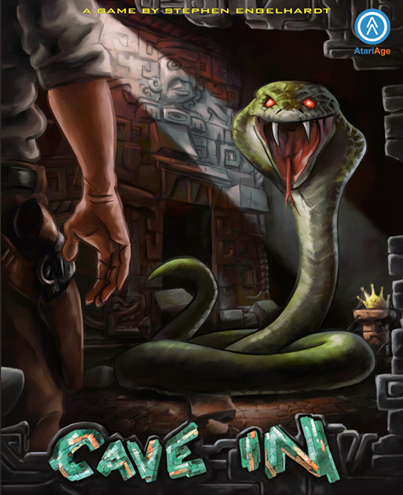 A GAME BY STEPHEN ENGELHARDT
AtariAge
CAVE IN